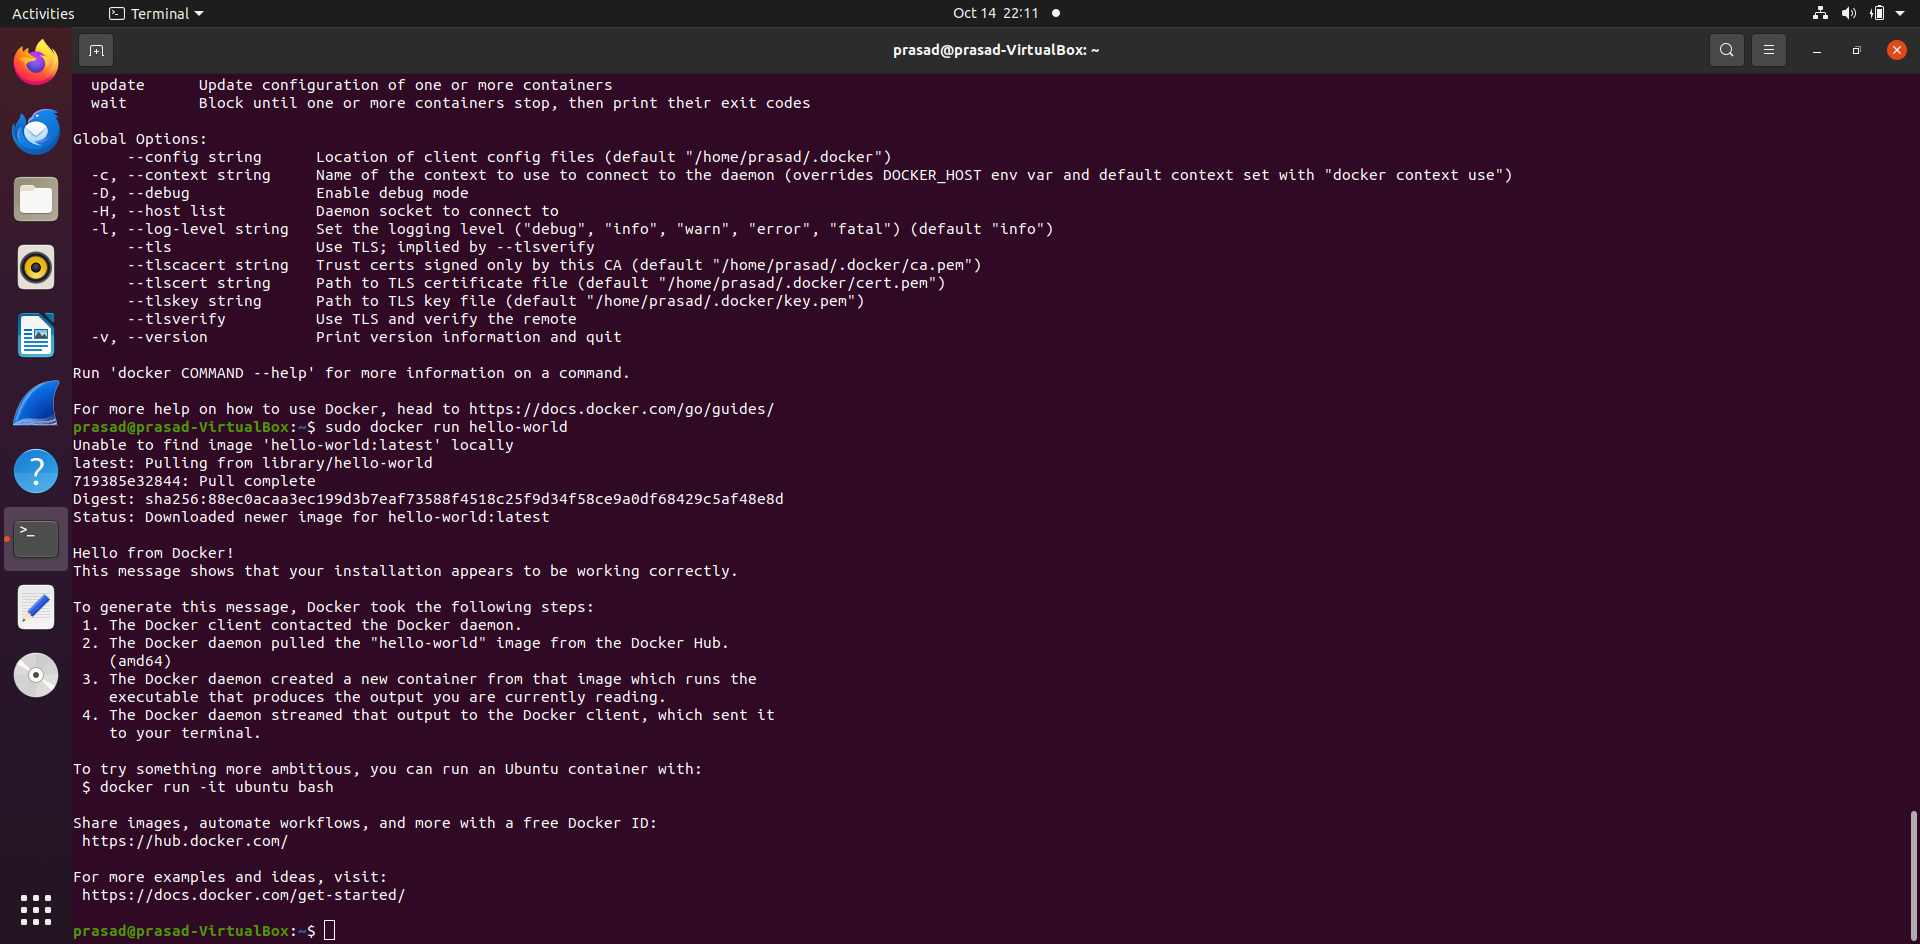 Activities Terminal Oct 14 22:11
prasad@prasad-VirtualBox: ~
update Update configuration of one or more containers
wait Block until one or more containers stop, then print their exit codes
Global Options:
--config string Location of client config files (default "/home/prasad/.docker")
-c, --context string Name of the context to use to connect to the daemon (overrides DOCKER_HOST env var and default context set with "docker context use")
-D, --debug Enable debug mode
-H, --host list Daemon socket to connect to
-l, --log-level string Set the logging level ("debug", "info", "warn", "error", "fatal") (default "info")
--tls Use TLS; implied by --tlsverify
--tlscacert string Trust certs signed only by this CA (default "/home/prasad/.docker/ca.pem")
--tlscert string Path to TLS certificate file (default "/home/prasad/.docker/cert.pem")
--tlskey string Path to TLS key file (default "/home/prasad/.docker/key.pem")
--tlsverify Use TLS and verify the remote
-v, --version Print version information and quit
Run 'docker COMMAND --help' for more information on a command.
For more help on how to use Docker, head to https://docs.docker.com/go/guides/
prasad@prasad-VirtualBox:~$ sudo docker run hello-world
Unable to find image 'hello-world:latest' locally
latest: Pulling from library/hello-world
719385e32844: Pull complete
Digest: sha256:88ec0acaa3ec199d3b7eaf73588f4518c25f9d34f58ce9a0df68429c5af48e8d
Status: Downloaded newer image for hello-world:latest
Hello from Docker!
This message shows that your installation appears to be working correctly.
To generate this message, Docker took the following steps:
1. The Docker client contacted the Docker daemon.
2. The Docker daemon pulled the "hello-world" image from the Docker Hub.
(amd64)
3. The Docker daemon created a new container from that image which runs the
executable that produces the output you are currently reading.
4. The Docker daemon streamed that output to the Docker client, which sent it
to your terminal.
To try something more ambitious, you can run an Ubuntu container with:
$ docker run -it ubuntu bash
Share images, automate workflows, and more with a free Docker ID:
https://hub.docker.com/
For more examples and ideas, visit:
https://docs.docker.com/get-started/
prasad@prasad-VirtualBox:~$